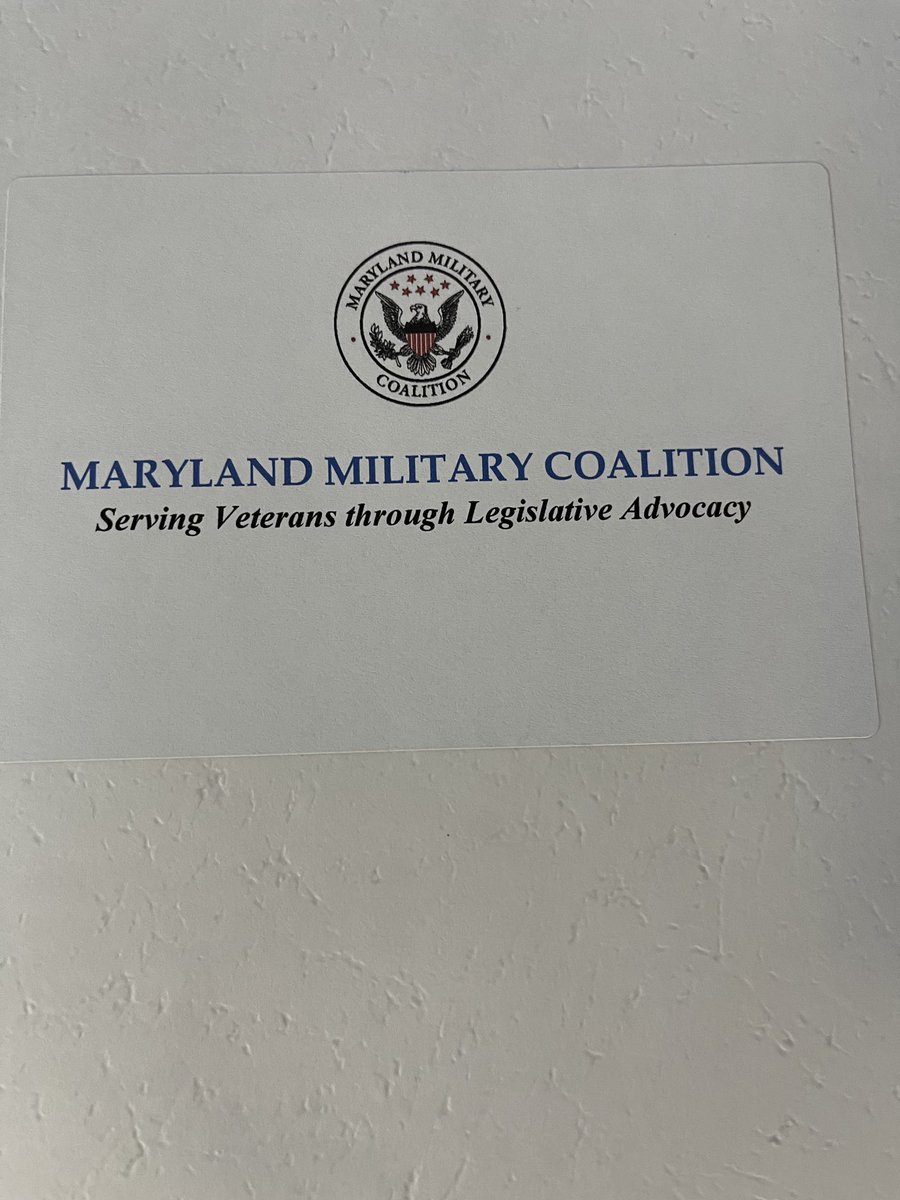 MARYLAND MILITARY
COALITION
MARYLAND MILITARY COALITION
Serving Veterans through Legislative Advocacy